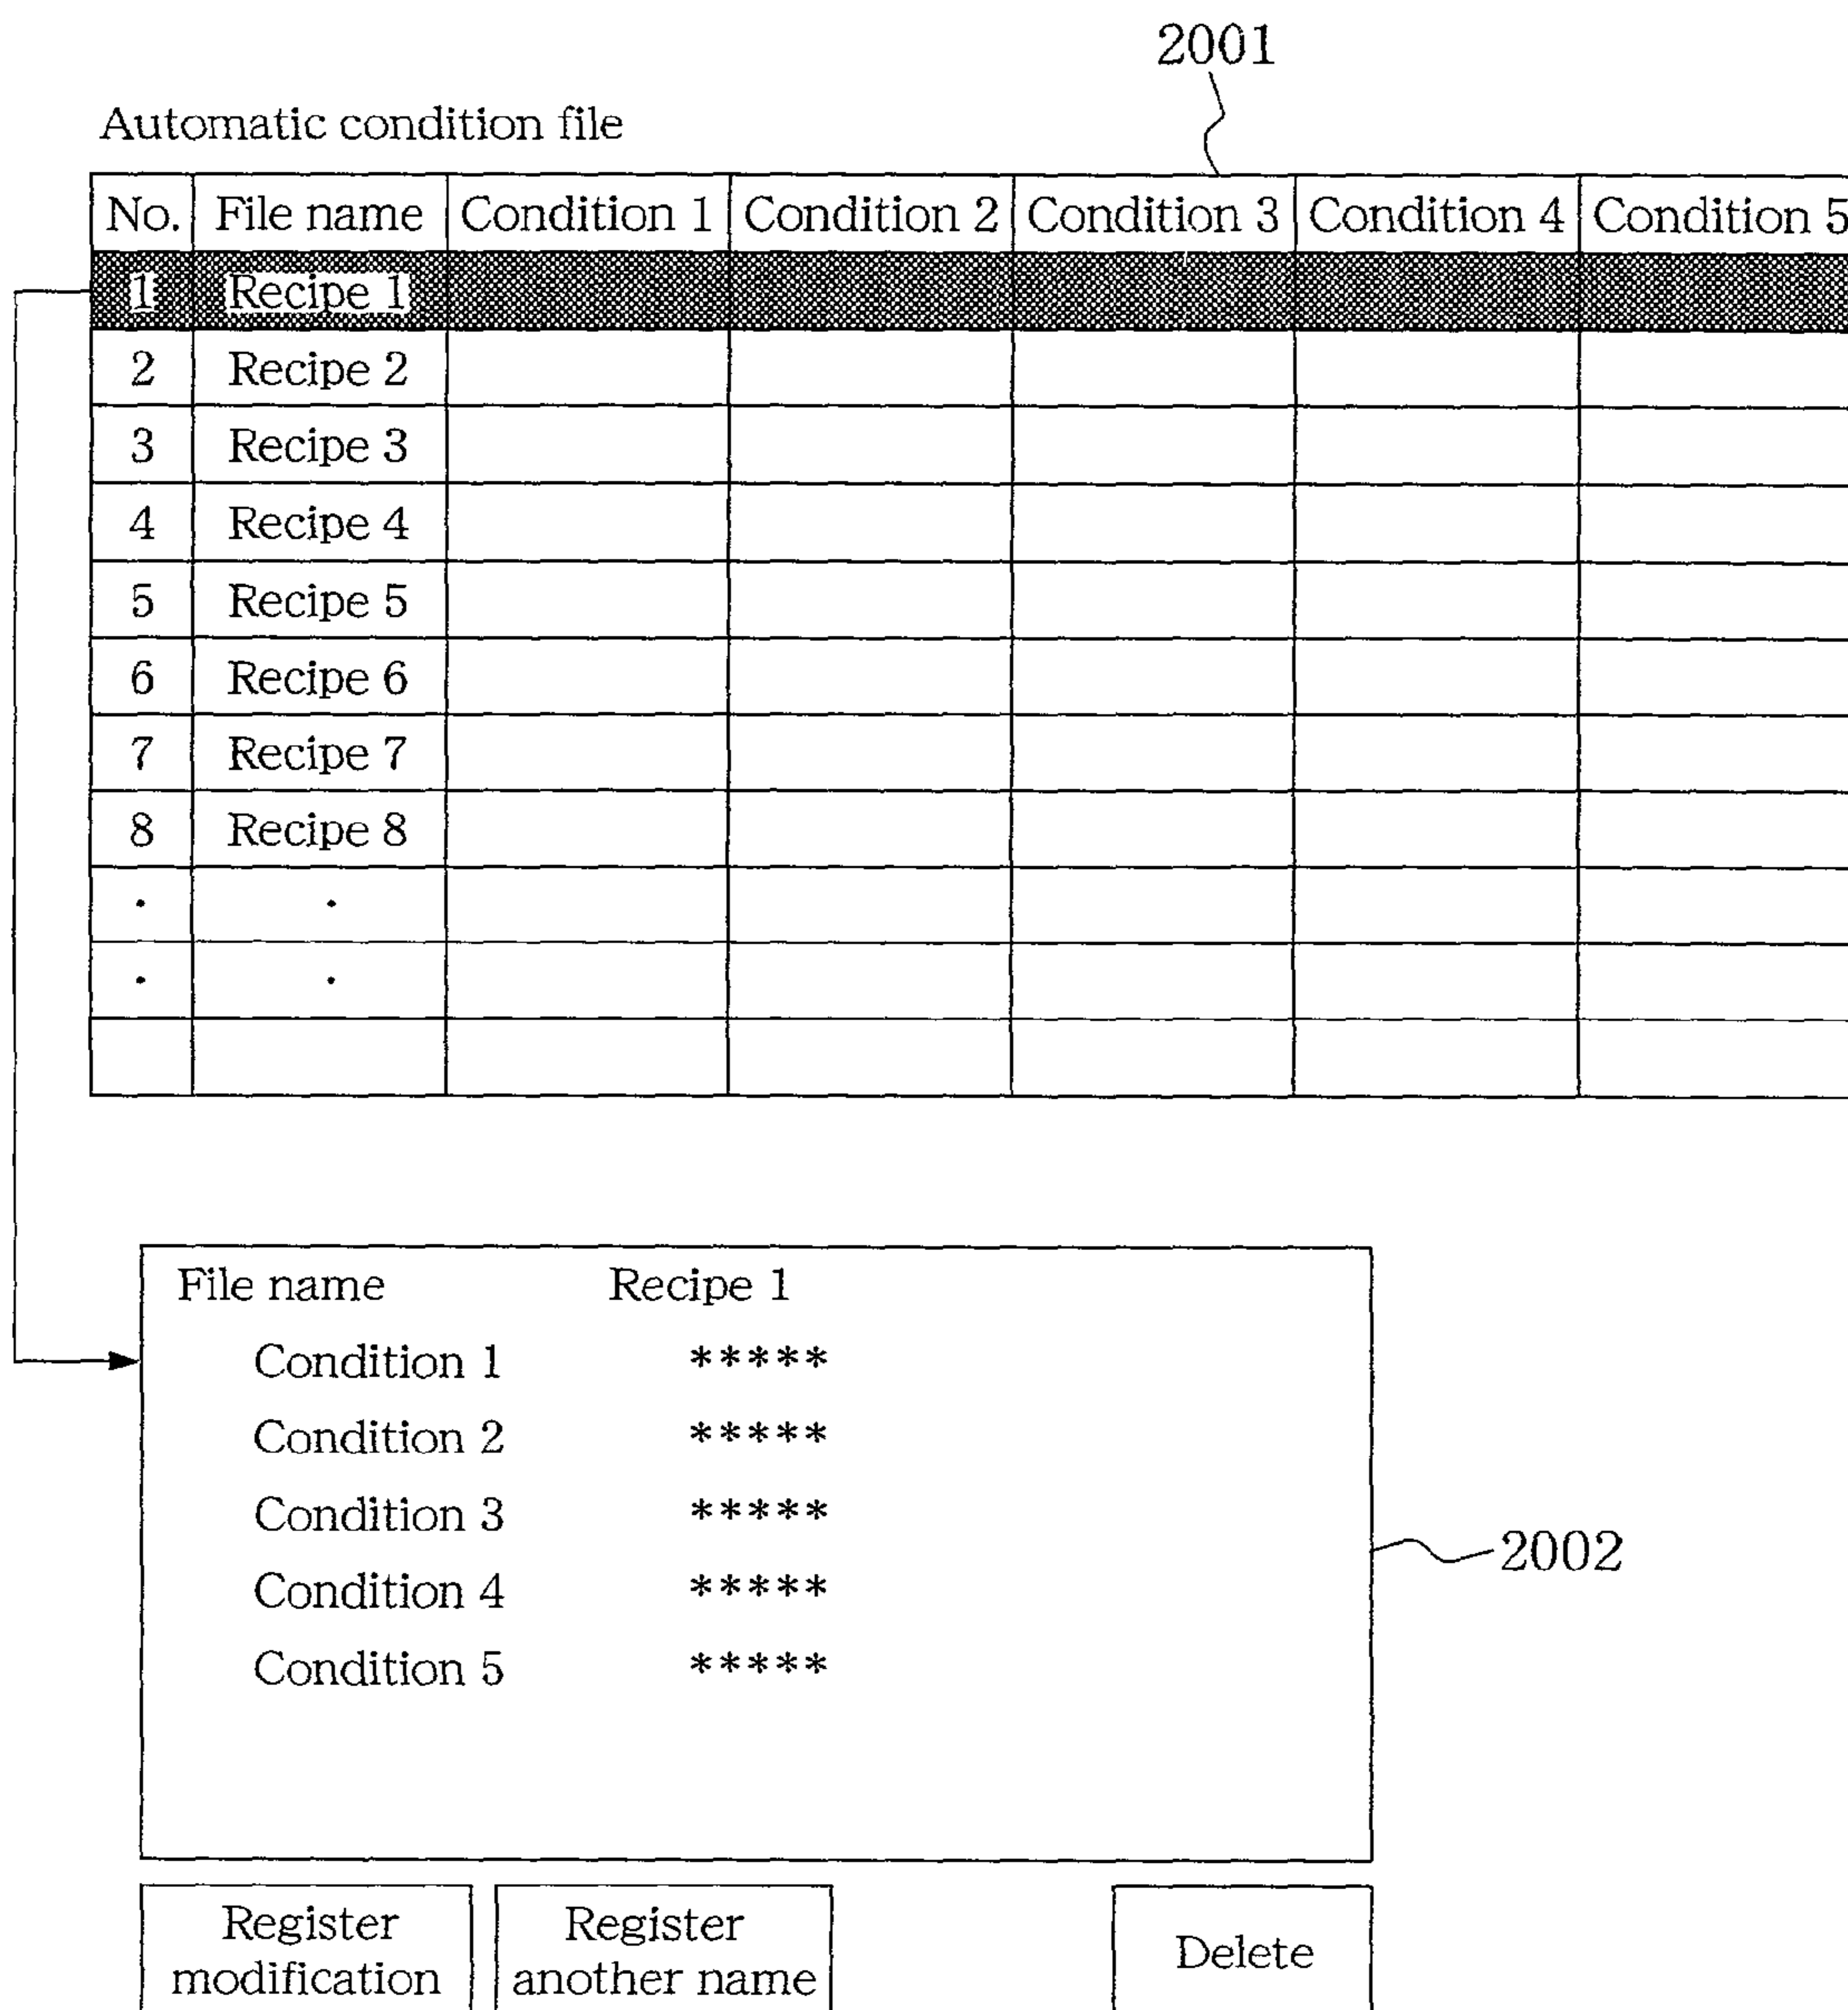 2001
Automatic condition file
No. File name Condition 1 Condition 2 Condition 3 Condition 4 Condition 5
1 Recipe 1
2 Recipe 2
3 Recipe 3
4 Recipe 4
5 Recipe 5
6 Recipe 6
7 Recipe 7
8 Recipe 8
· ·
· ·
File name Recipe 1
Condition 1 *****
Condition 2 *****
Condition 3 *****
Condition 4 *****
Condition 5 *****
2002
Register modification
Register another name
Delete